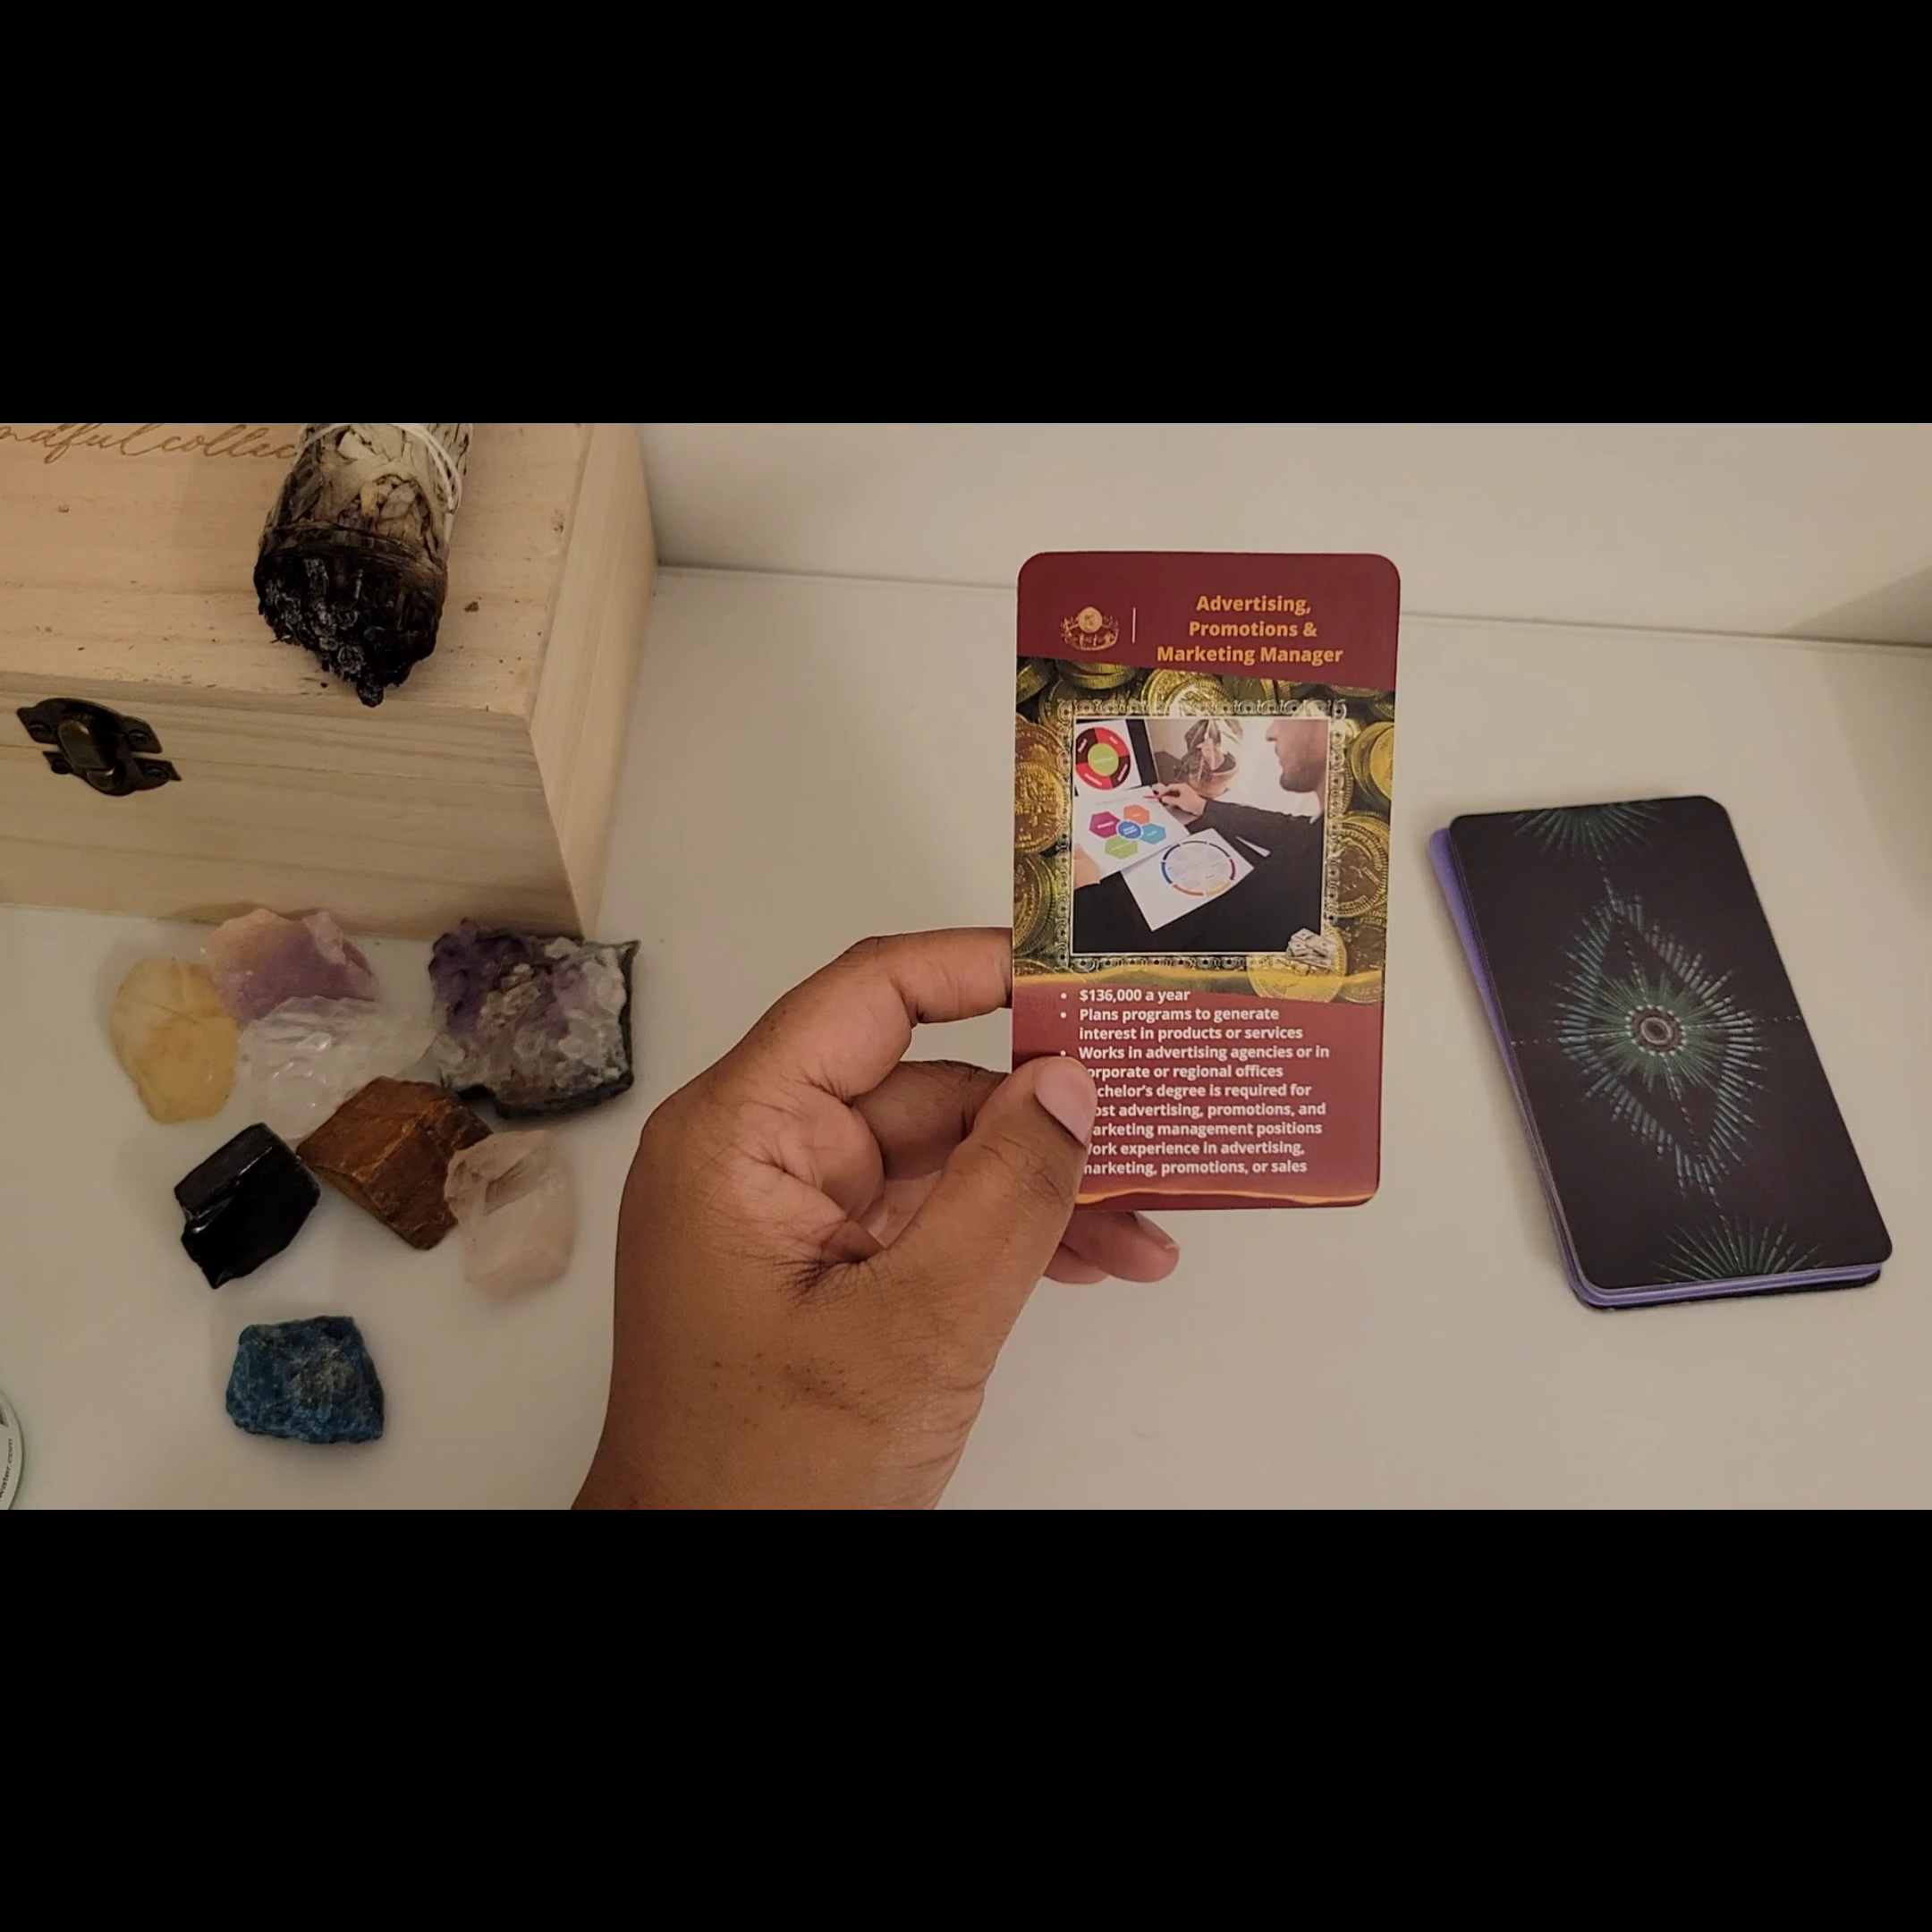 Advertising,
Promotions &
Marketing Manager
• $136,000 a year
• Plans programs to generate
interest in products or services
• Works in advertising agencies or in
orporate or regional offices
chelor's degree is required for
ost advertising, promotions, and
arketing management positions
ork experience in advertising,
arketing, promotions, or sales